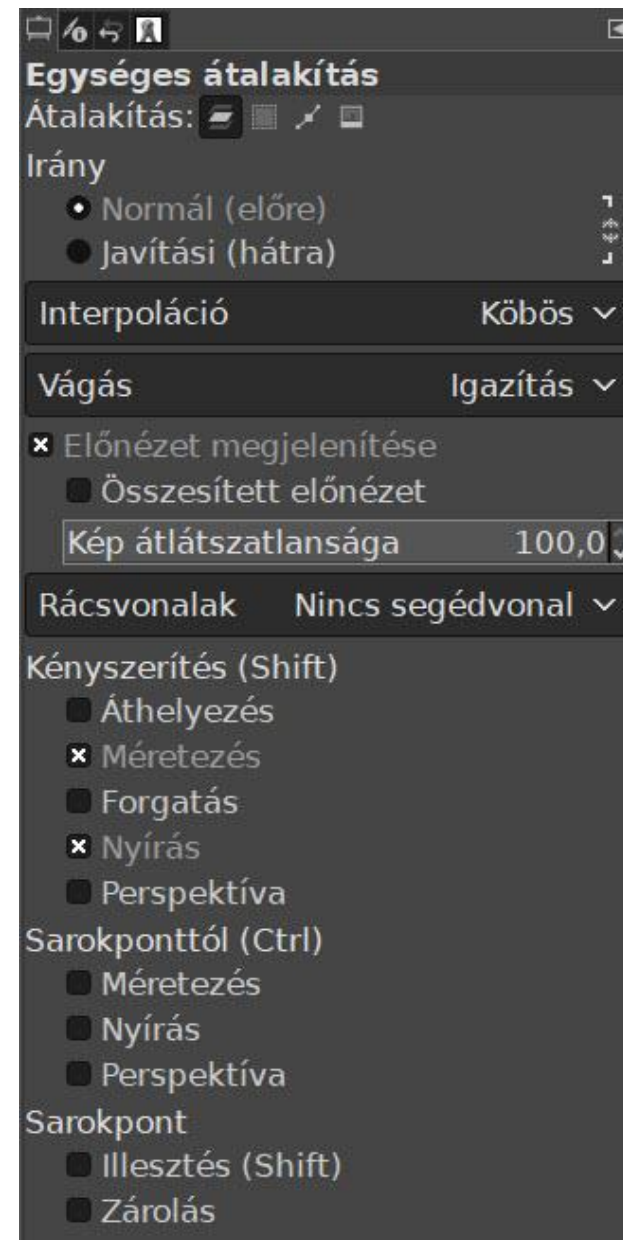 Egységes átalakítás
Átalakítás:
Irány
Normál (előre)
Javítási (hátra)
Interpoláció Köbös
Vágás Igazítás
Előnézet megjelenítése
Összesített előnézet
Kép átlátszatlansága 100,0
Rácsvonalak Nincs segédvonal
Kényszerítés (Shift)
Áthelyezés
Méretezés
Forgatás
Nyírás
Perspektíva
Sarokponttól (Ctrl)
Méretezés
Nyírás
Perspektíva
Sarokpont
Illesztés (Shift)
Zárolás